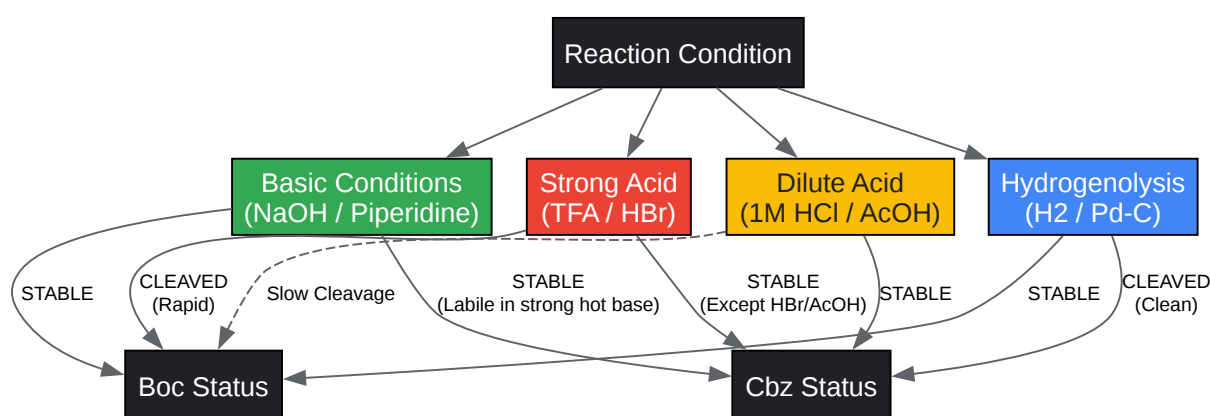 Reaction Condition
Basic Conditions
(NaOH / Piperidine)
Strong Acid
(TFA / HBr)
Dilute Acid
(1M HCl / AcOH)
Hydrogenolysis
(H2 / Pd-C)
STABLE
CLEAVED
(Rapid)
Slow Cleavage
STABLE
(Labile in strong hot base)
STABLE
(Except HBr/AcOH)
STABLE
STABLE
CLEAVED
(Clean)
Boc Status
Cbz Status